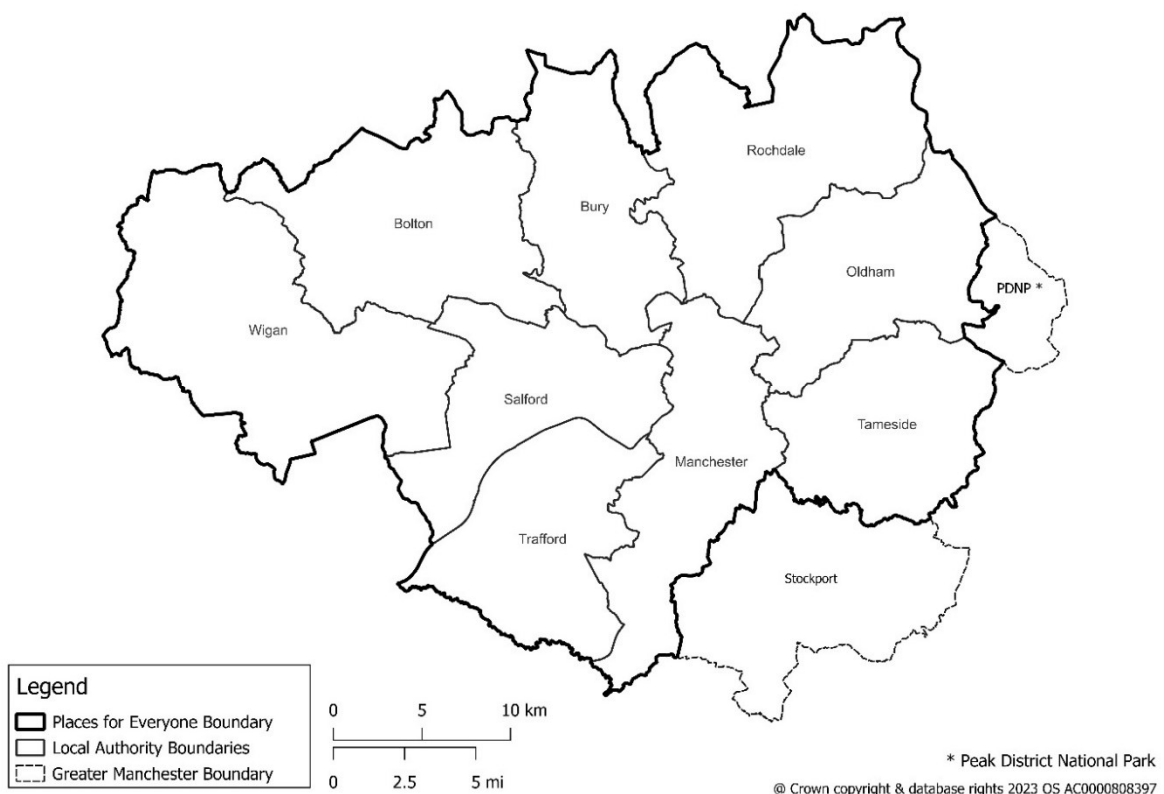 Rochdale
Bury
Bolton
Oldham
PDNP *
Wigan
Salford
Tameside
Manchester
Trafford
Stockport
Legend
Places for Everyone Boundary
Local Authority Boundaries
Greater Manchester Boundary
0 5 10 km
0 2.5 5 mi
* Peak District National Park
@ Crown copyright & database rights 2023 OS AC0000808397